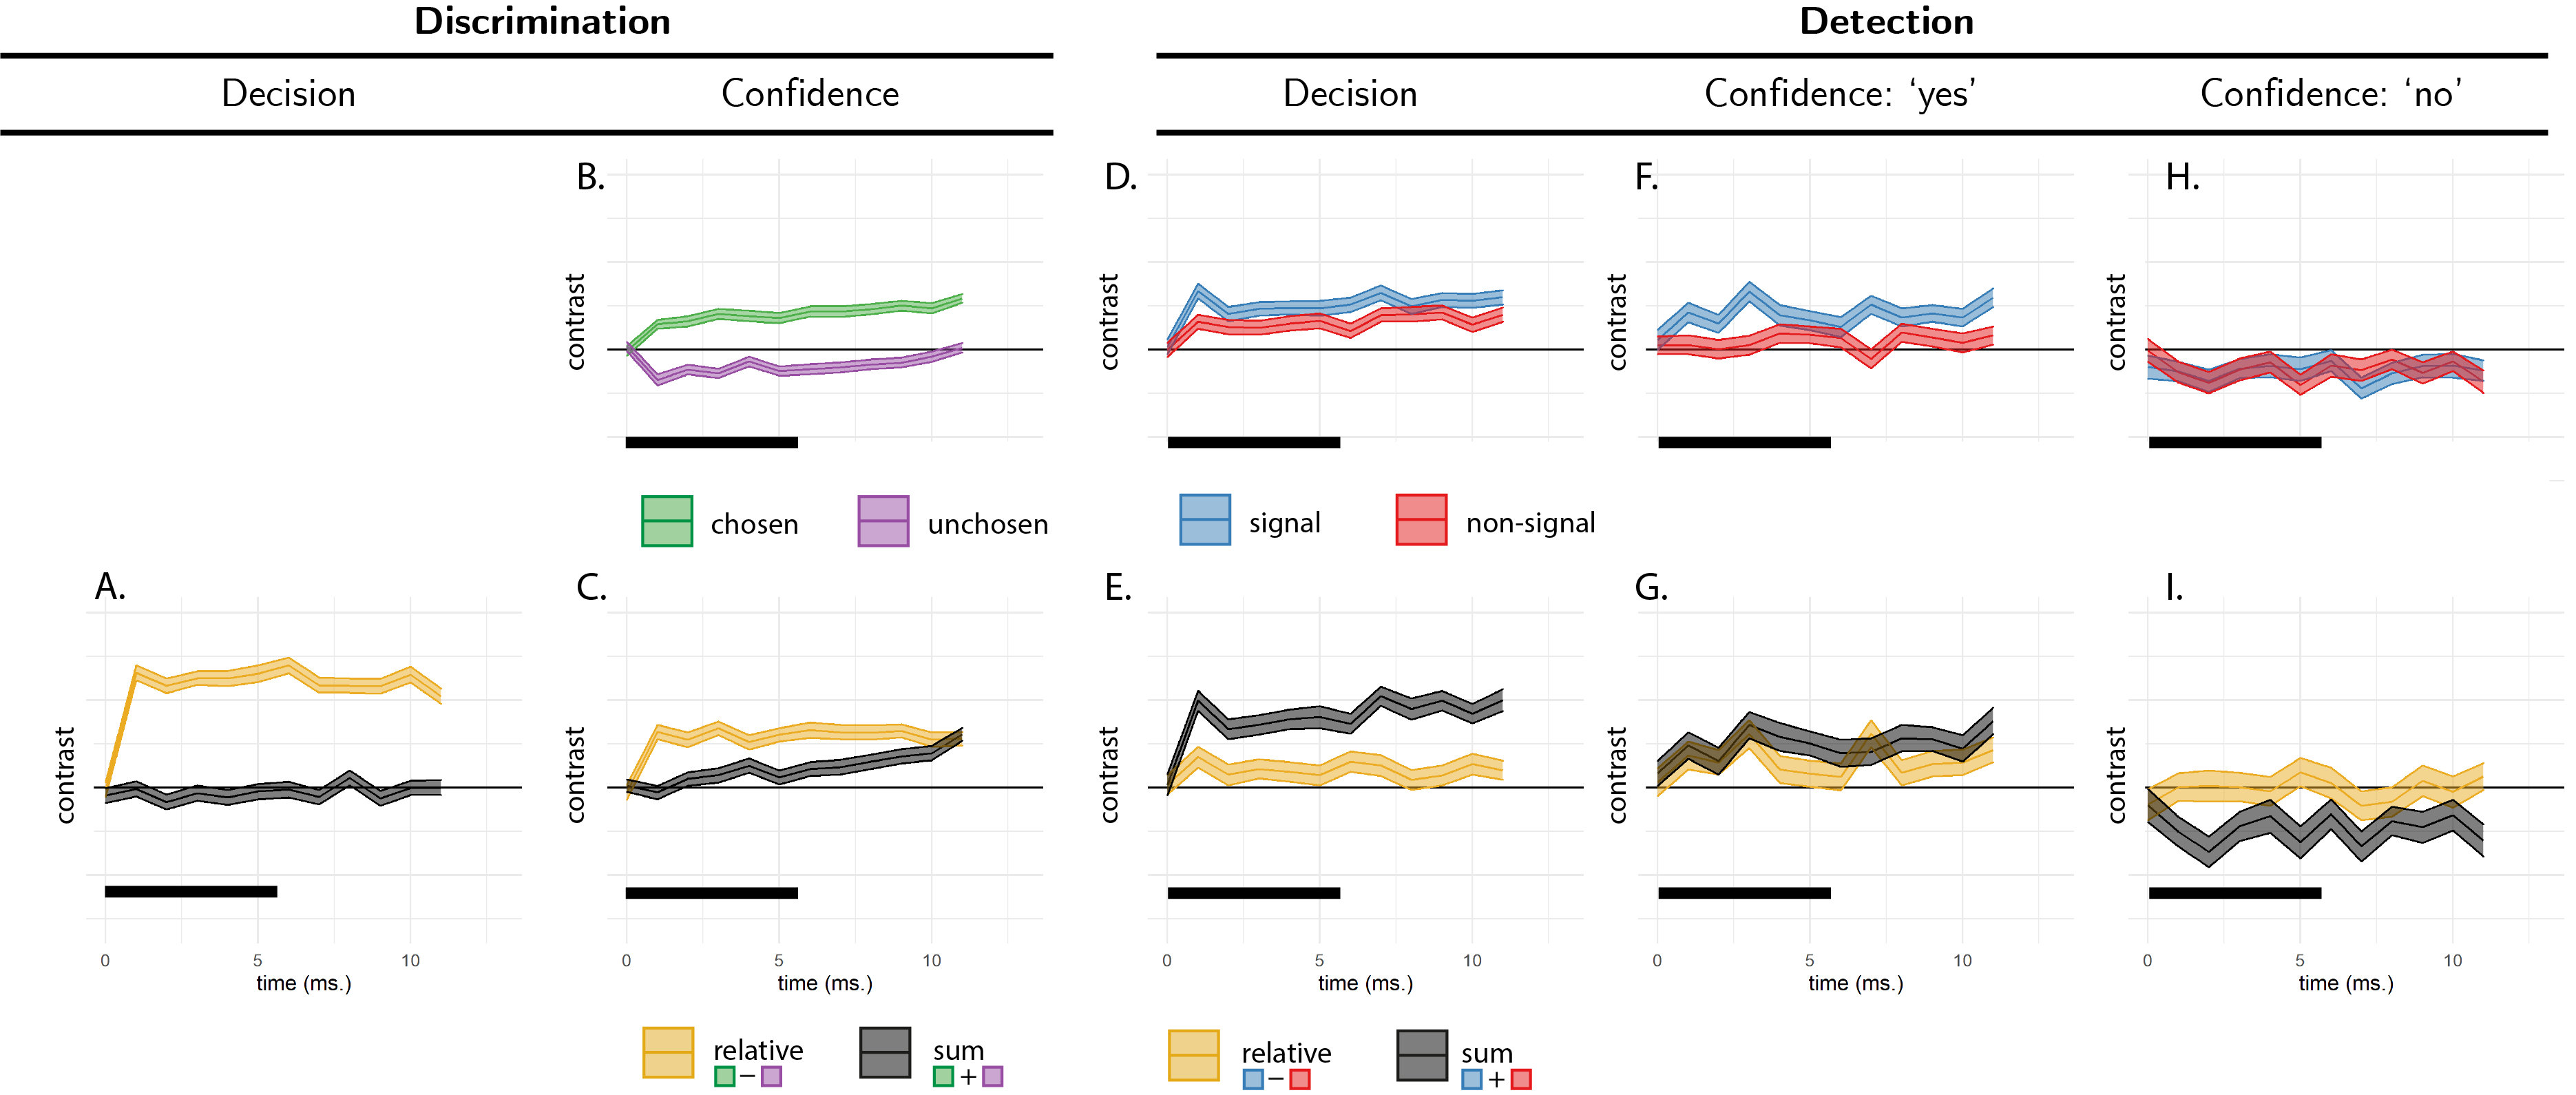 Discrimination
Detection
Decision
Confidence
Decision
Confidence: ‘yes’
Confidence: ‘no’
B.
D.
F.
H.
contrast
contrast
contrast
contrast
chosen
unchosen
signal
non-signal
A.
C.
E.
G.
I.
contrast
contrast
contrast
contrast
contrast
0 5 10
0 5 10
0 5 10
0 5 10
0 5 10
time (ms.)
time (ms.)
time (ms.)
time (ms.)
time (ms.)
relative
−
sum
+
relative
−
sum
+